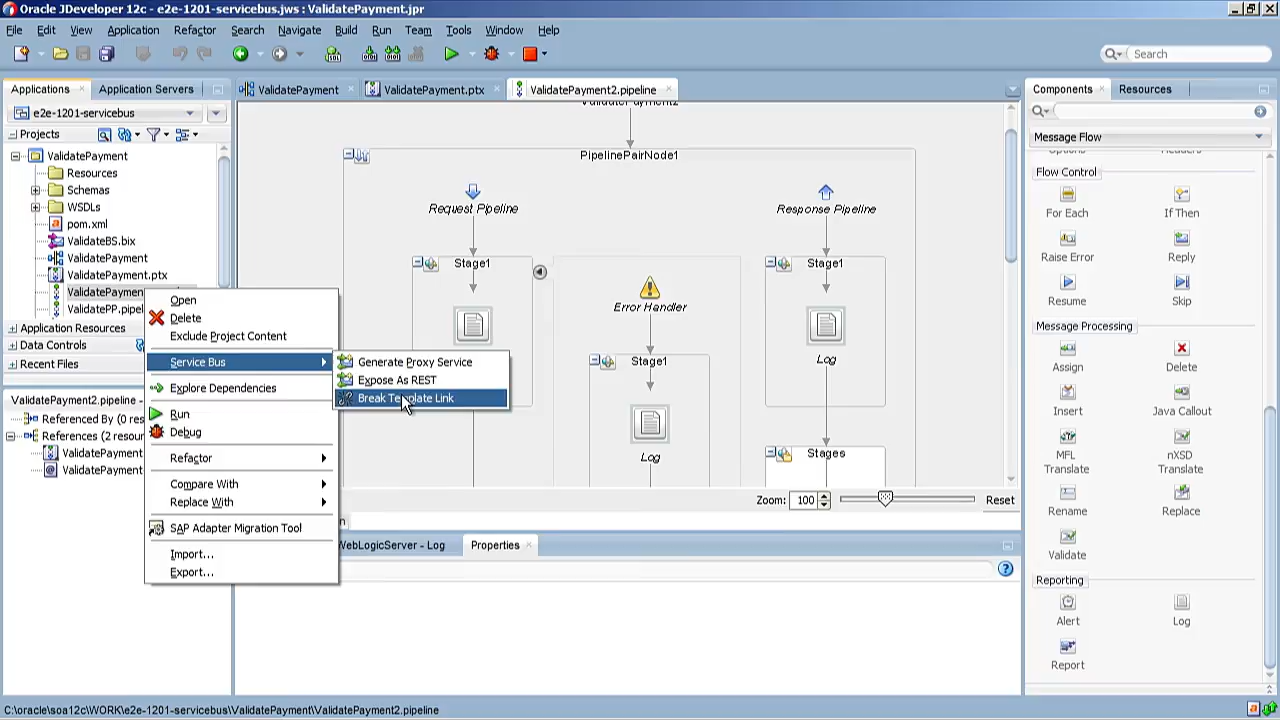 Oracle JDeveloper 12c - e2e-1201-servicebus.jws : ValidatePayment.jpr
File Edit View Application Refactor Search Navigate Build Run Team Tools Window Help
Search
Applications
Application Servers
ValidatePayment
ValidatePayment.ptx
ValidatePayment2.pipeline
Components
Resources
e2e-1201-servicebus
Projects
ValidatePayment
Resources
Schemas
WSDLs
pom.xml
ValidateBS.bix
ValidatePayment
ValidatePayment.ptx
ValidatePaymen
ValidatePP.pipel
Application Resources
Data Controls
Recent Files
ValidatePayment2.pipeline -
Referenced By (0 res
References (2 resour
ValidatePayment
ValidatePayment
Open
Delete
Exclude Project Content
Service Bus
Explore Dependencies
Run
Debug
Refactor
Compare With
Replace With
SAP Adapter Migration Tool
Import...
Export...
Generate Proxy Service
Expose As REST
Break Template Link
ValidatePayment2
PipelinePairNode1
Request Pipeline
Response Pipeline
Stage1
Stage1
Error Handler
Log
Stage1
Log
Stages
Zoom: 100
Reset
WebLogicServer - Log
Properties
Message Flow
Options
Headers
Flow Control
For Each
If Then
Raise Error
Reply
Resume
Skip
Message Processing
Assign
Delete
Insert
Java Callout
MFL
Translate
nXSD
Translate
Rename
Replace
Validate
Reporting
Alert
Log
Report
C:\oracle\soa12c\WORK\e2e-1201-servicebus\ValidatePayment\ValidatePayment2.pipeline